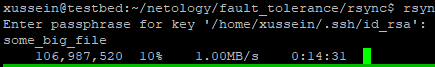 xussein@testbed:~/netology/fault_tolerance/rsync$ rsyn
Enter passphrase for key '/home/xussein/.ssh/id_rsa':
some_big_file
106,987,520 10% 1.00MB/s 0:14:31